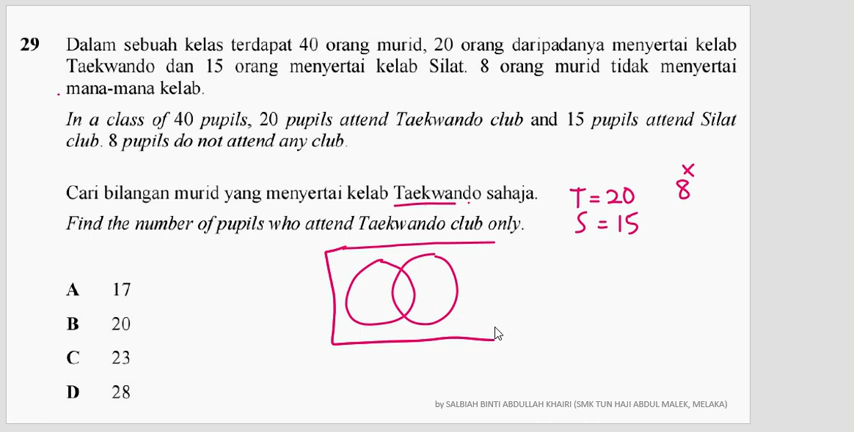 29 Dalam sebuah kelas terdapat 40 orang murid, 20 orang daripadanya menyertai kelab
Taekwando dan 15 orang menyertai kelab Silat. 8 orang murid tidak menyertai
mana-mana kelab.
In a class of 40 pupils, 20 pupils attend Taekwando club and 15 pupils attend Silat
club. 8 pupils do not attend any club.
Cari bilangan murid yang menyertai kelab Taekwando sahaja.
Find the number of pupils who attend Taekwando club only.
T = 20
S = 15
x
8
A 17
B 20
C 23
D 28
by SALBIAH BINTI ABDULLAH KHAIRI (SMK TUN HAJI ABDUL MALEK, MELAKA)